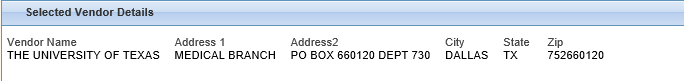 Selected Vendor Details
Vendor Name Address 1 Address2 City State Zip
THE UNIVERSITY OF TEXAS MEDICAL BRANCH PO BOX 660120 DEPT 730 DALLAS TX 752660120